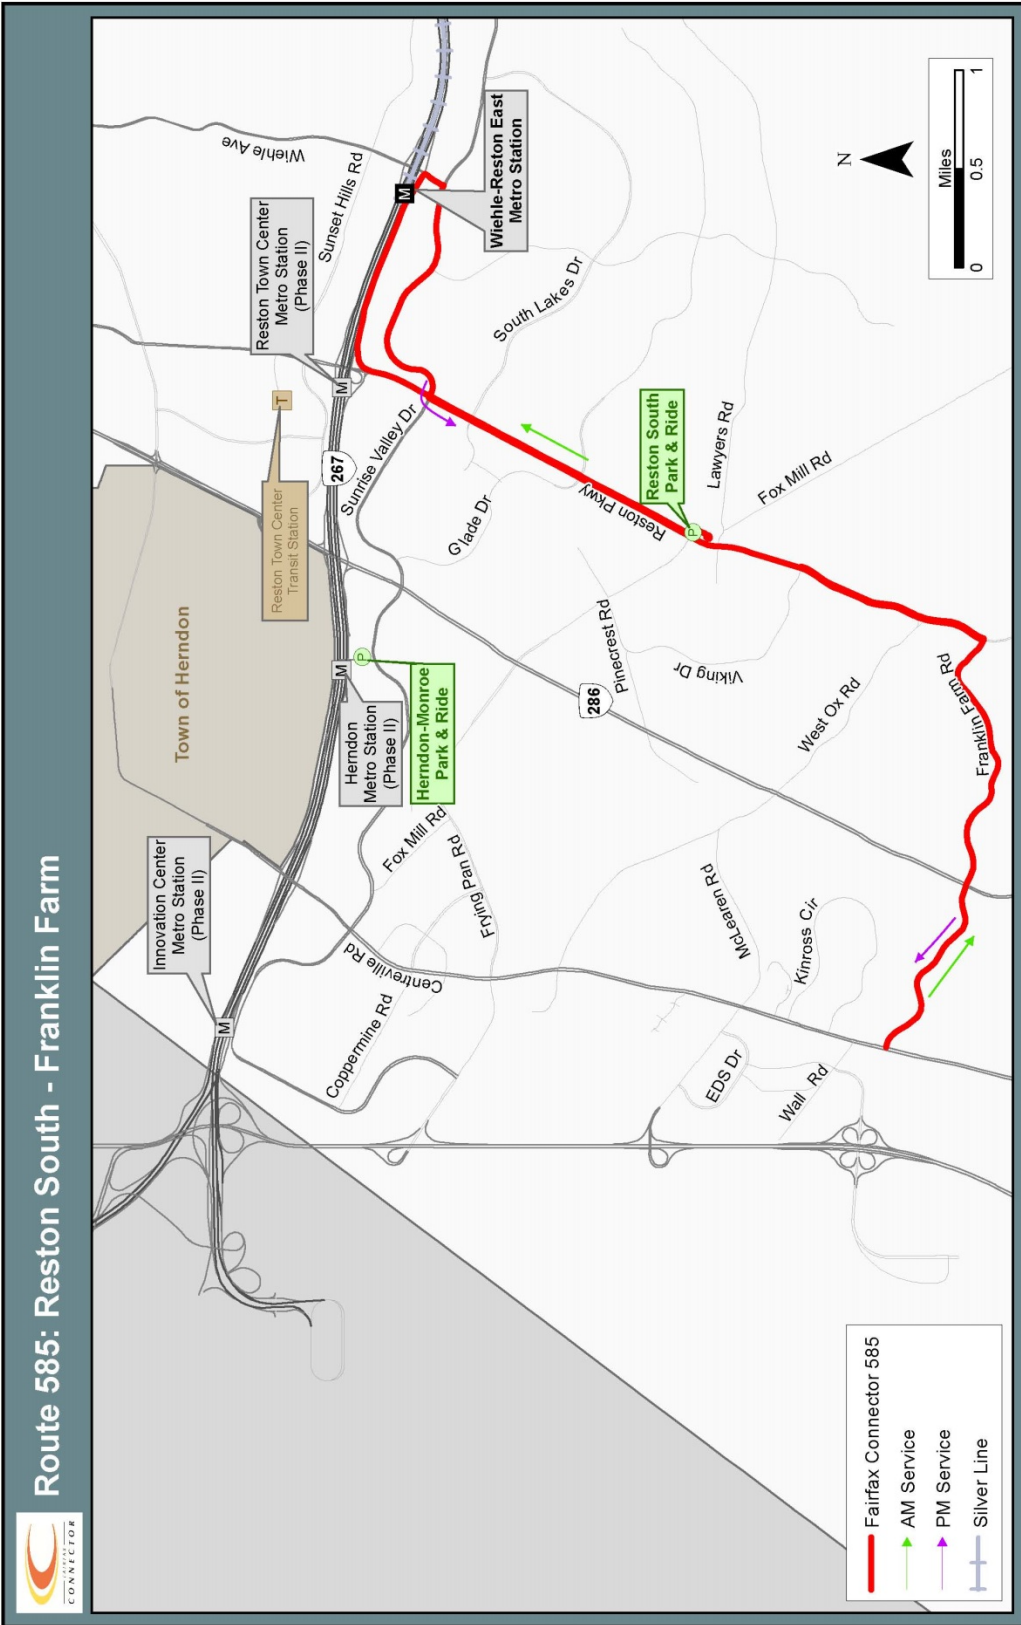 Route 585: Reston South - Franklin Farm
CONNECTOR
Innovation Center
Metro Station
(Phase II)
Town of Herndon
Reston Town Center
Transit Station
T
Reston Town Center
Metro Station
(Phase II)
Wiehle Ave
Sunset Hills Rd
M
M
M
M
267
Herndon
Metro Station
(Phase II)
P
Herndon-Monroe
Park & Ride
Wiehle-Reston East
Metro Station
Sunrise Valley Dr
South Lakes Dr
Glade Dr
Fox Mill Rd
Frying Pan Rd
Centreville Rd
Coppermine Rd
Reston Pkwy
Reston South
Park & Ride
P
Lawyers Rd
Fox Mill Rd
Pinecrest Rd
286
Viking Dr
West Ox Rd
McLearen Rd
Kinross Cir
EDS Dr
Wall Rd
Franklin Farm Rd
N
Miles
0 0.5 1
Fairfax Connector 585
AM Service
PM Service
Silver Line